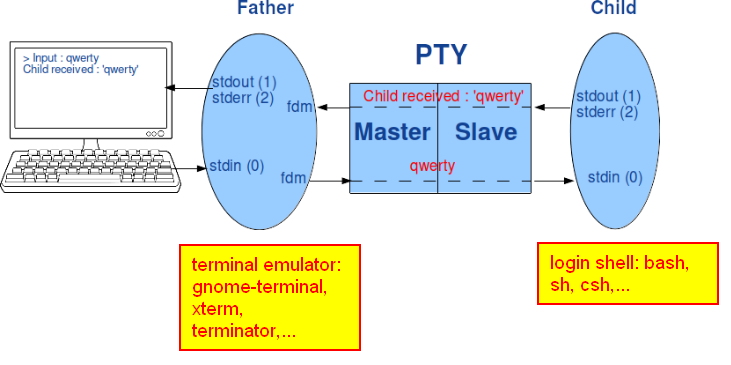 Father
Child
PTY
> Input : qwerty
Child received : 'qwerty'
stdout (1)
stderr (2)
fdm
Child received : 'qwerty'
stdout (1)
stderr (2)
Master
Slave
stdin (0)
fdm
qwerty
stdin (0)
terminal emulator:
gnome-terminal,
xterm,
terminator,...
login shell: bash,
sh, csh,...